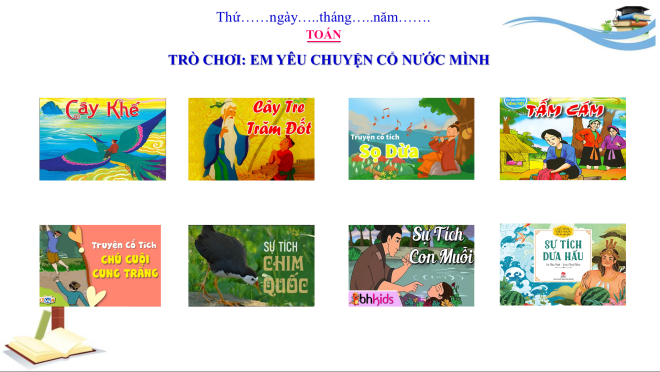 Thứ……ngày…..tháng…..năm…….
TOÁN
TRÒ CHƠI: EM YÊU CHUYỆN CỔ NƯỚC MÌNH
Cây Khế
Cây Tre
Trăm Đốt
Truyện cổ tích
Sọ Dừa
TẤM CÁM
Truyện Cổ Tích
CHÚ CUỘI
CUNG TRĂNG
SỰ TÍCH
CHIM
QUỐC
Sự Tích
Con Muỗi
bhkids
SỰ TÍCH
DƯA HẤU